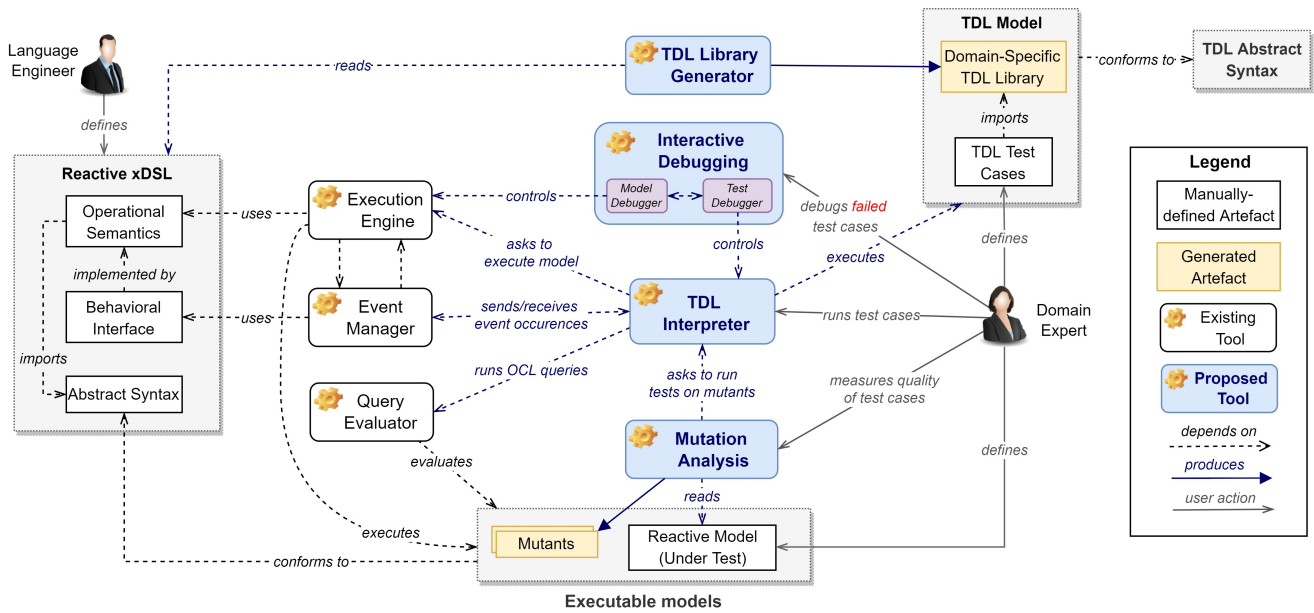 Language
Engineer
defines
reads
TDL Library
Generator
TDL Model
Domain-Specific
TDL Library
imports
TDL Test
Cases
conforms to
TDL Abstract
Syntax
Reactive xDSL
Operational
Semantics
implemented by
Behavioral
Interface
imports
Abstract Syntax
uses
uses
Execution
Engine
Event
Manager
Query
Evaluator
controls
asks to
execute model
sends/receives
event occurences
runs OCL queries
evaluates
executes
conforms to
Interactive
Debugging
Model
Debugger
Test
Debugger
controls
executes
TDL
Interpreter
asks to run
tests on mutants
Mutation
Analysis
reads
Mutants
Reactive Model
(Under Test)
Executable models
debugs failed
test cases
defines
runs test cases
Domain
Expert
measures quality
of test cases
defines
Legend
Manually-
defined Artefact
Generated
Artefact
Existing
Tool
Proposed
Tool
depends on
produces
user action